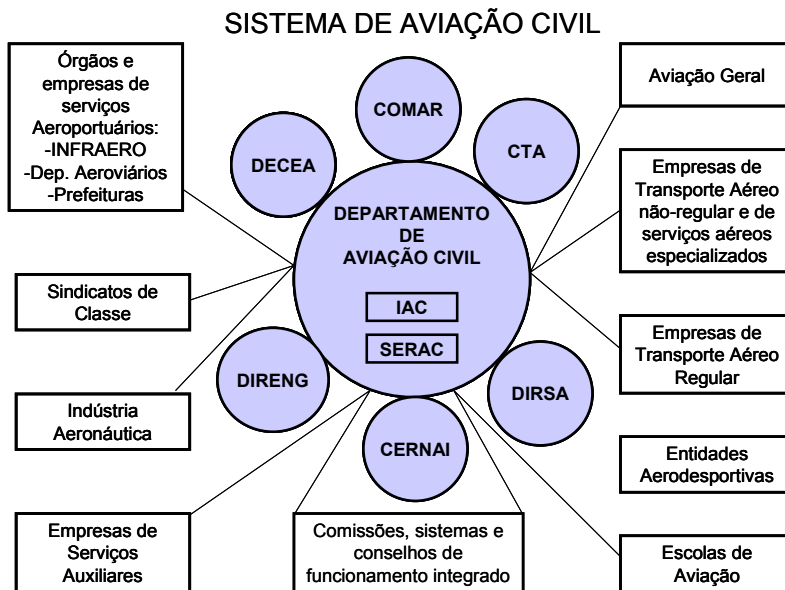 SISTEMA DE AVIAÇÃO CIVIL
Órgãos e
empresas de
serviços
Aeroportuários:
-INFRAERO
-Dep. Aeroviários
-Prefeituras
Sindicatos de
Classe
Indústria
Aeronáutica
Empresas de
Serviços
Auxiliares
COMAR
DECEA
CTA
DEPARTAMENTO
DE
AVIAÇÃO CIVIL
IAC
SERAC
DIRENG
DIRSA
CERNAI
Comissões, sistemas e
conselhos de
funcionamento integrado
Aviação Geral
Empresas de
Transporte Aéreo
não-regular e de
serviços aéreos
especializados
Empresas de
Transporte Aéreo
Regular
Entidades
Aerodesportivas
Escolas de
Aviação